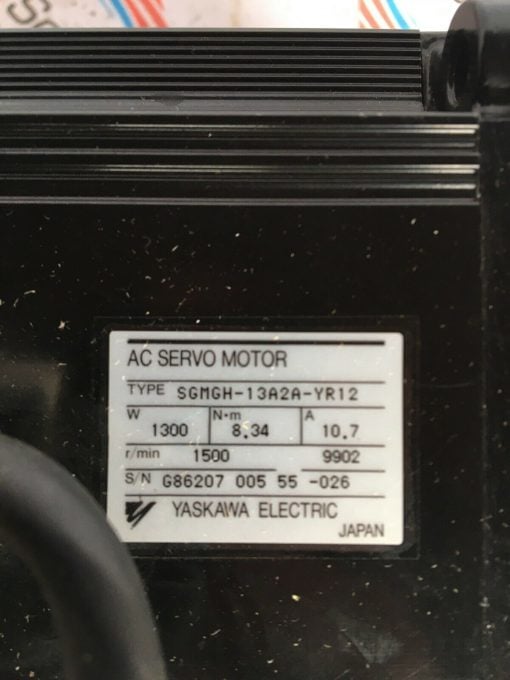 AC SERVO MOTOR
TYPE SGMGH-13A2A-YR12
W 1300 N·m 8.34 A 10.7
r/min 1500 9902
S/N G86207 005 55 -026
YASKAWA ELECTRIC
JAPAN